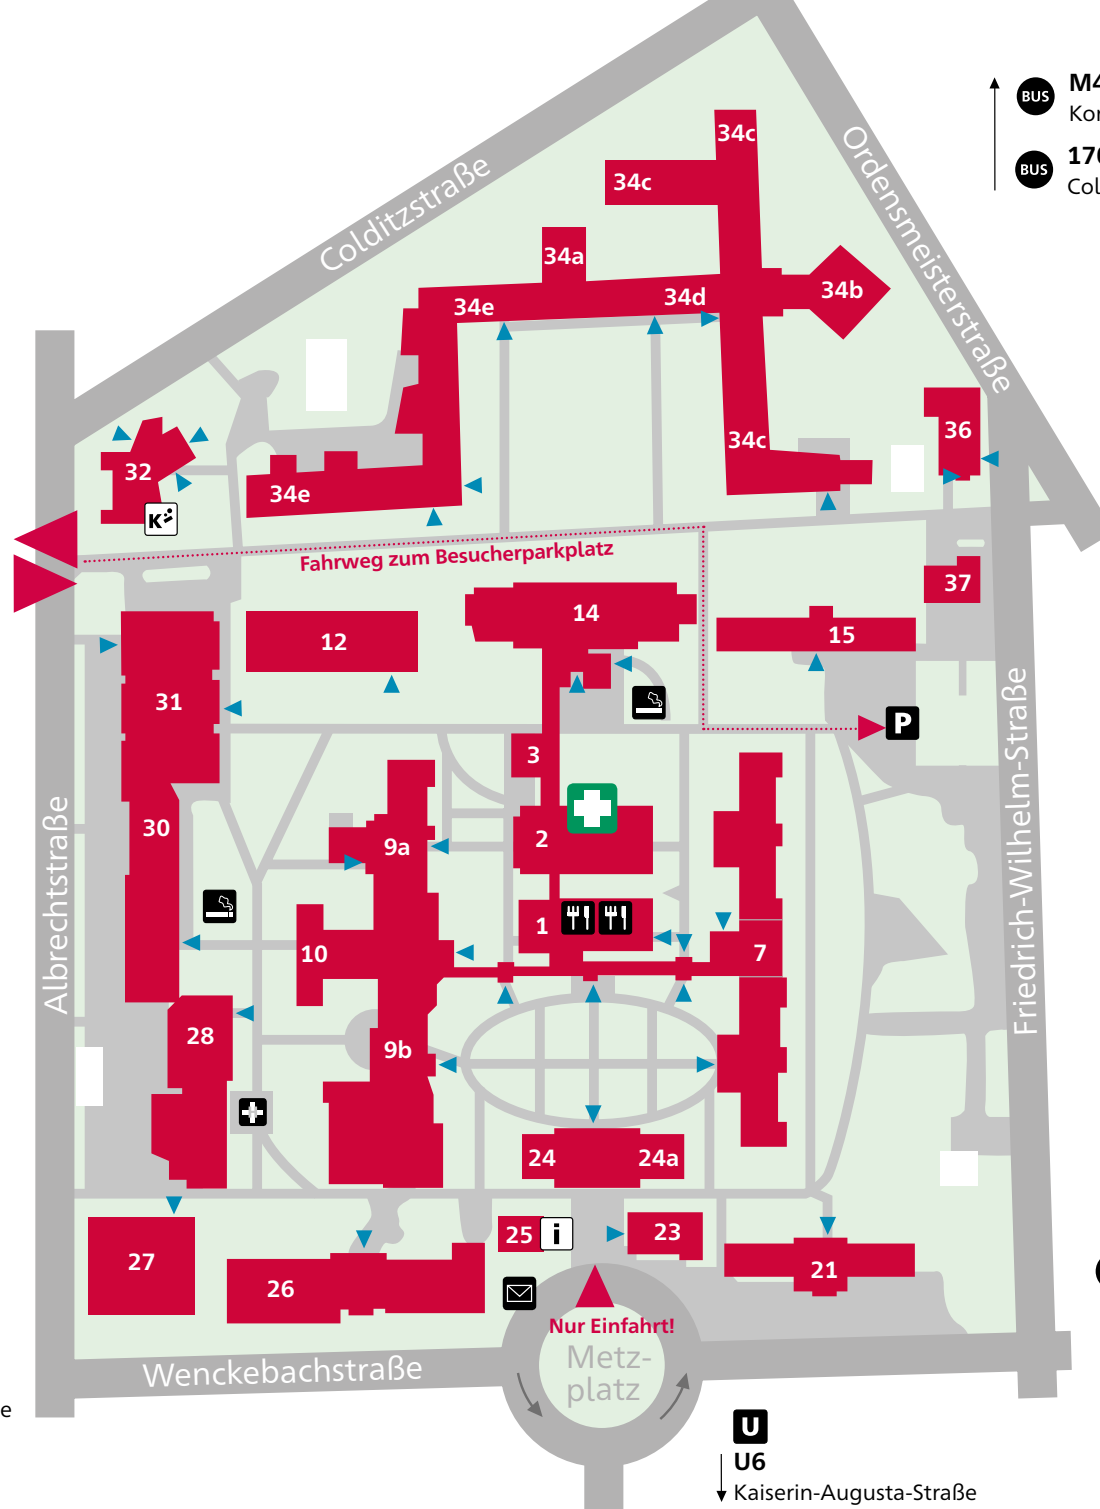 BUS
M4
Kor
BUS
170
Col
Colditzstraße
Ordensmeisterstraße
34c
34c
34a
34b
34e
34d
34c
36
32
34e
K
Fahrweg zum Besucherparkplatz
37
14
12
15
31
P
3
30
2
9a
1
7
10
28
9b
24
24a
25
i
23
27
26
21
Albrechtstraße
Friedrich-Wilhelm-Straße
Nur Einfahrt!
Metz-
platz
Wenckebachstraße
e
U
U6
Kaiserin-Augusta-Straße